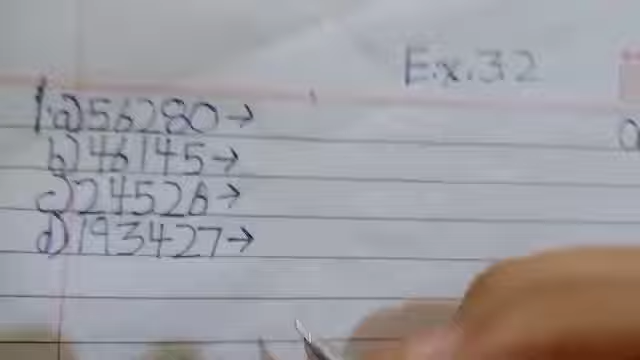 Ex.32
1.a) 56280→
b) 46145→
c) 24526→
d) 193427→